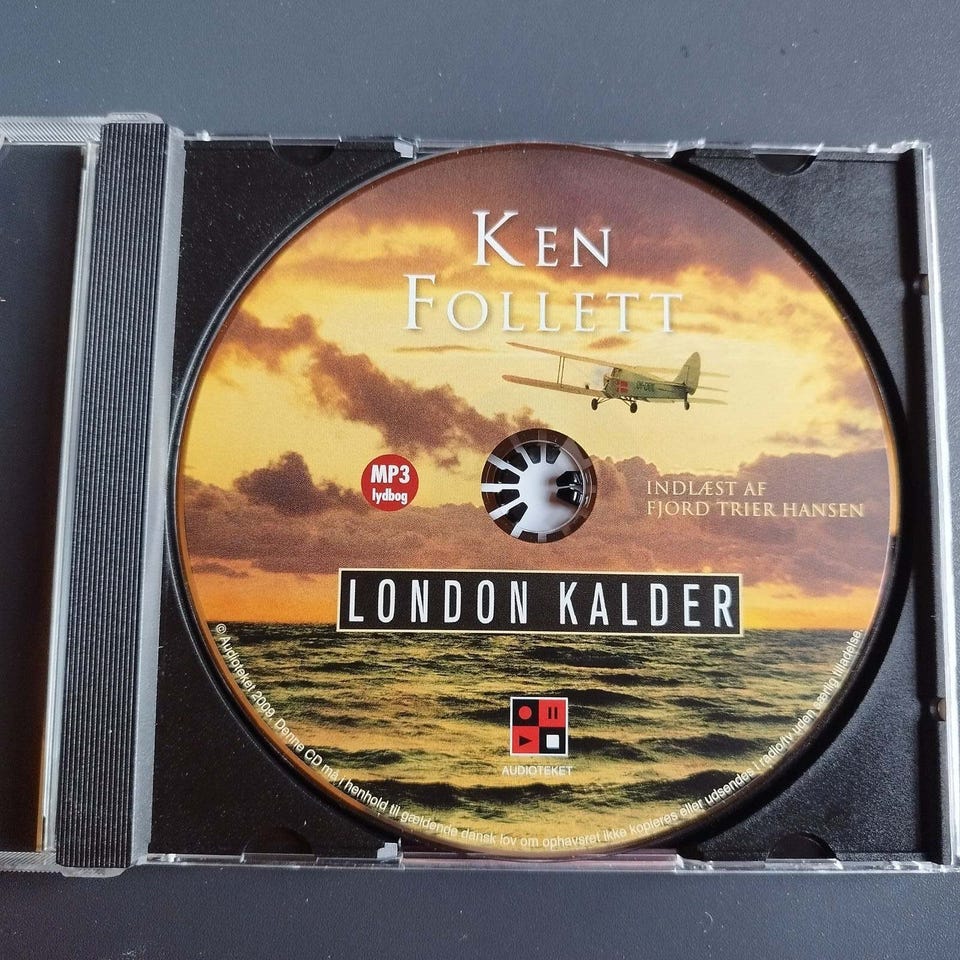 KEN
FOLLETT
MP3
lydbog
INDLÆST AF
FJORD TRIER HANSEN
LONDON KALDER
AUDIOTEKET
© Audioteket 2009. Denne CD må i henhold til gældende dansk lov om ophavsret ikke kopieres eller udsendes i radio/tv uden særlig tilladelse